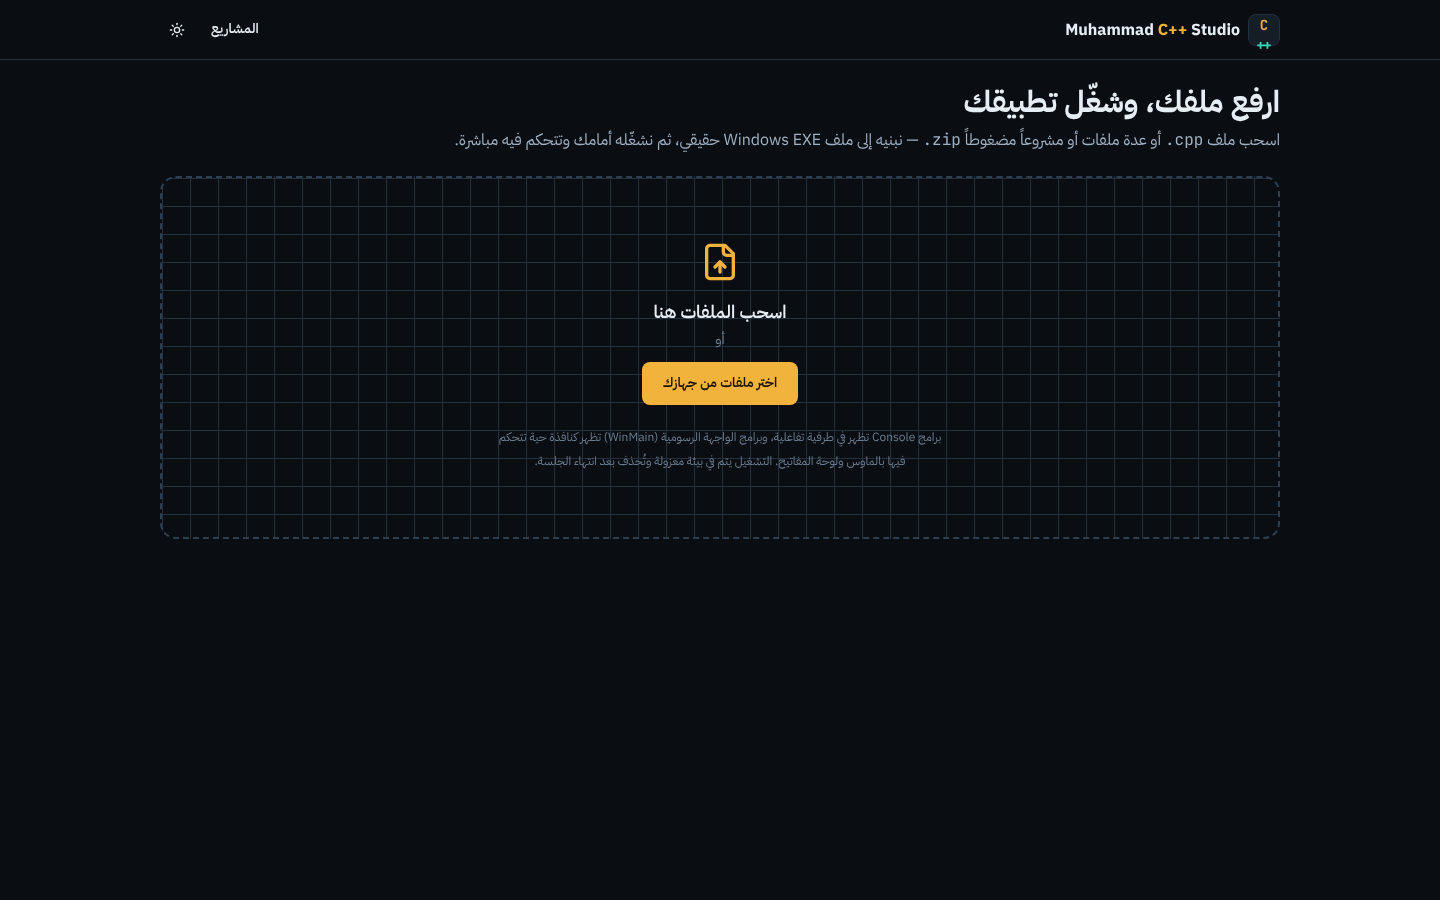 C
++
Muhammad C++ Studio
المشاريع
ارفع ملفك، وشغّل تطبيقك
اسحب ملف .cpp أو عدة ملفات أو مشروعاً مضغوطاً .zip — نبنيه إلى ملف Windows EXE حقيقي، ثم نشغّله أمامك وتتحكم فيه مباشرة.
اسحب الملفات هنا
أو
اختر ملفات من جهازك
برامج Console تظهر في طرفية تفاعلية، وبرامج الواجهة الرسومية (WinMain) تظهر كنافذة حية تتحكم
فيها بالماوس ولوحة المفاتيح. التشغيل يتم في بيئة معزولة وتُحذف بعد انتهاء الجلسة.